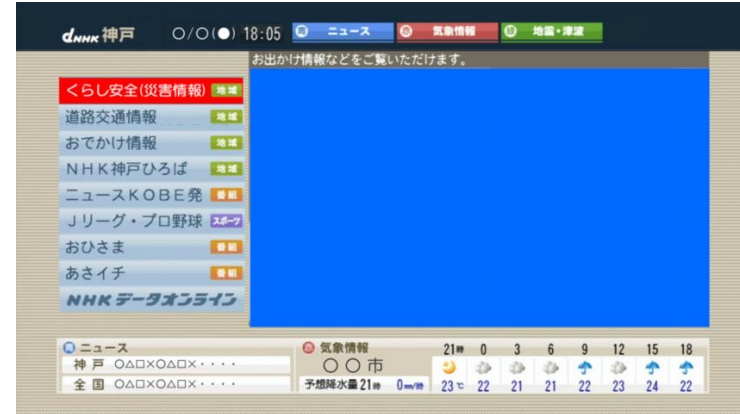 dNHK神戸 ○/○(●) 18:05 青 ニュース 赤 気象情報 緑 地震・津波
お出かけ情報などをご覧いただけます。
くらし安全(災害情報) 地域
道路交通情報 地域
おでかけ情報 地域
NHK神戸ひろば 地域
ニュースKOBE発 番組
Jリーグ・プロ野球 スポーツ
おひさま 番組
あさイチ 番組
NHKデータオンライン
青 ニュース
神戸 ○△□×○△□×・・・・
全国 ○△□×○△□×・・・・
赤 気象情報 21時 0 3 6 9 12 15 18
○○市
予想降水量21時 0mm/時 23℃ 22 21 21 22 23 24 22